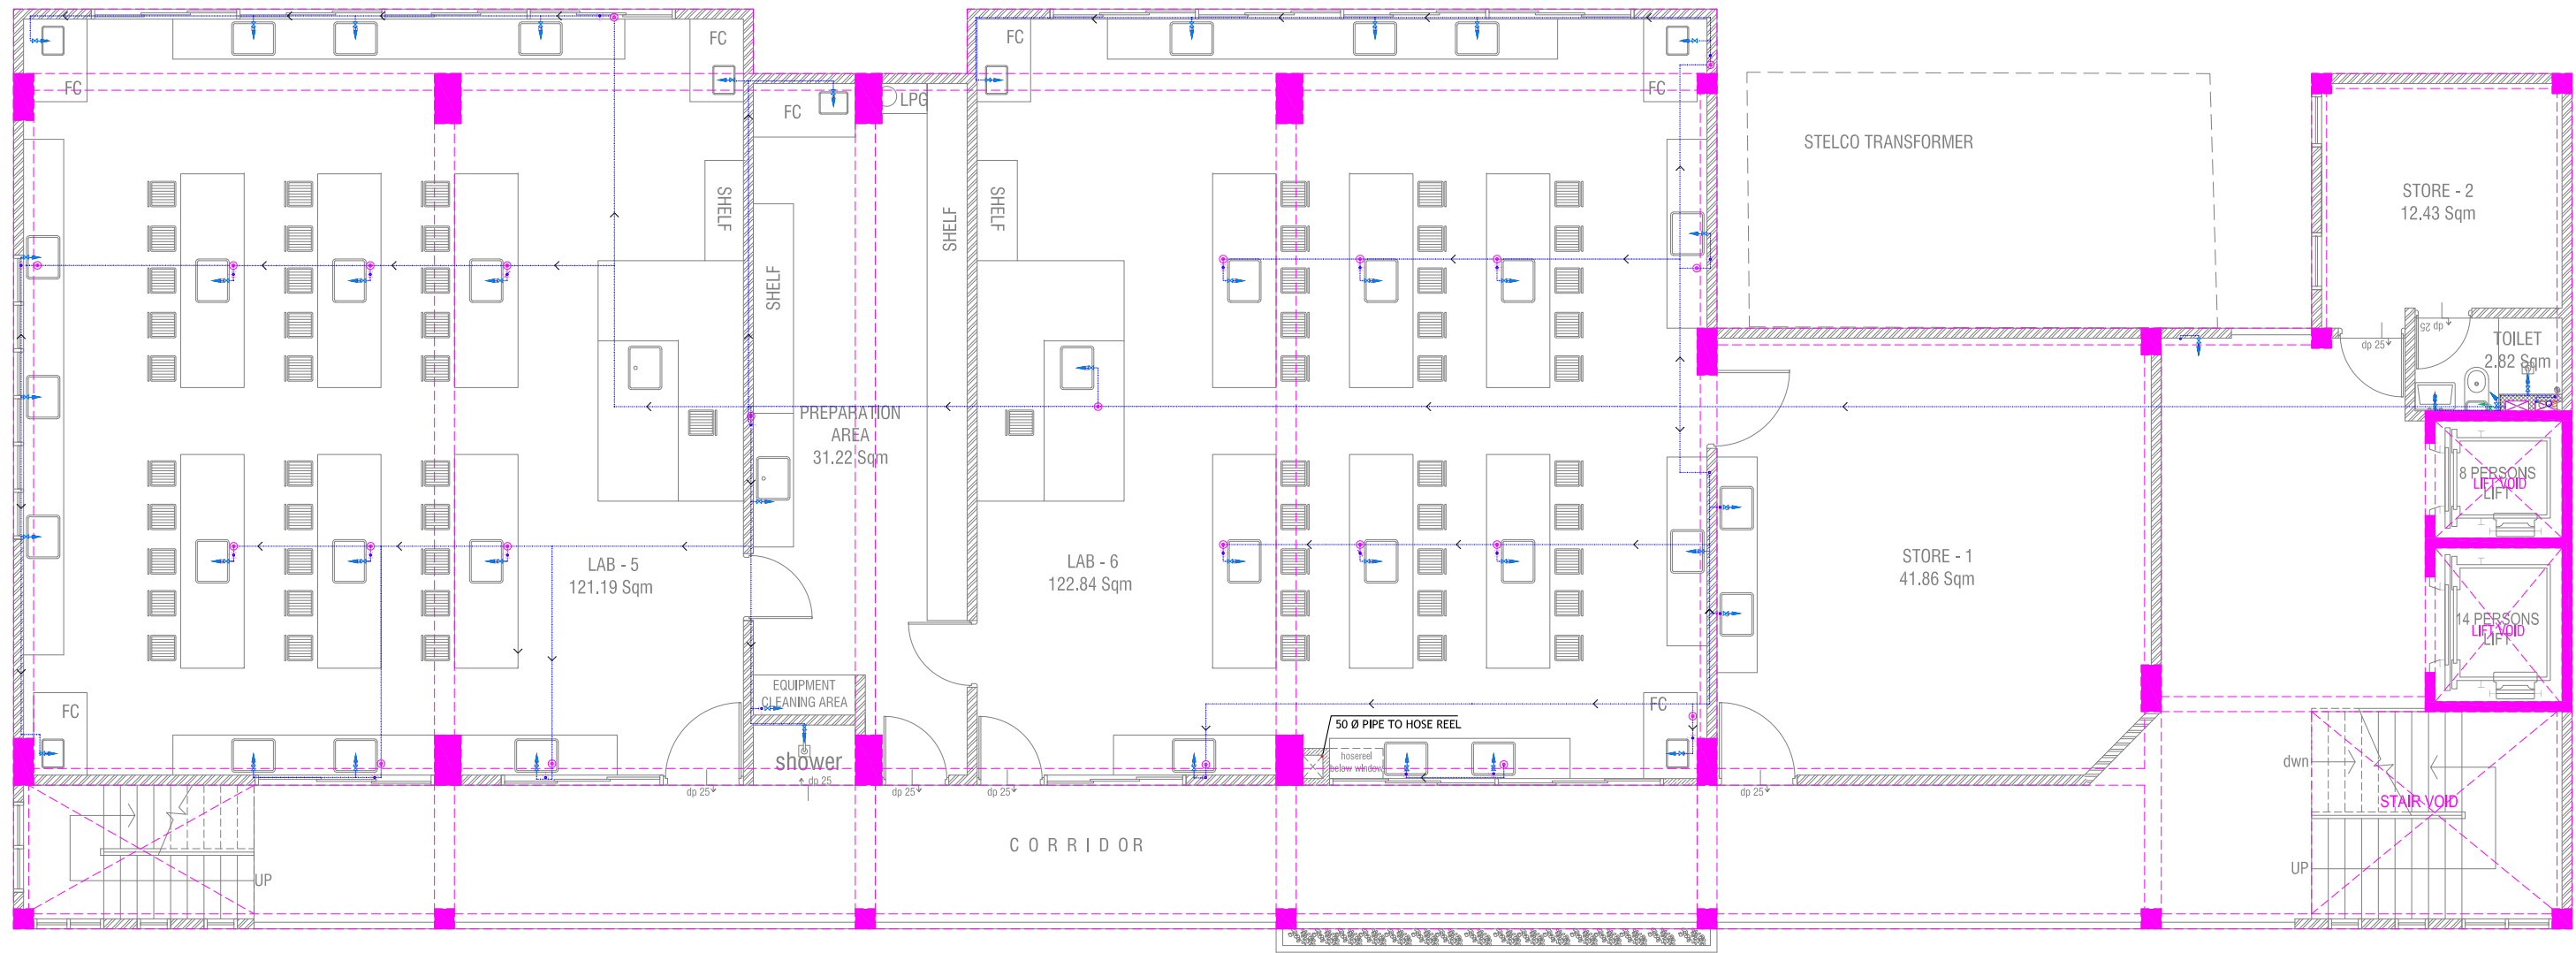 FC
FC
FC
LPG
FC
FC
FC
STELCO TRANSFORMER
STORE - 2
12.43 Sqm
SHELF
SHELF
SHELF
SHELF
dp 25
dp 25
TOILET
2.82 Sqm
PREPARATION
AREA
31.22 Sqm
8 PERSONS
LIFT
LIFT VOID
LAB - 5
121.19 Sqm
LAB - 6
122.84 Sqm
STORE - 1
41.86 Sqm
14 PERSONS
LIFT
LIFT VOID
EQUIPMENT
CLEANING AREA
FC
FC
50 Ø PIPE TO HOSE REEL
hosereel
below window
shower
dp 25
dp 25
dp 25
dp 25
dp 25
dwn
STAIR VOID
CORRIDOR
UP
UP